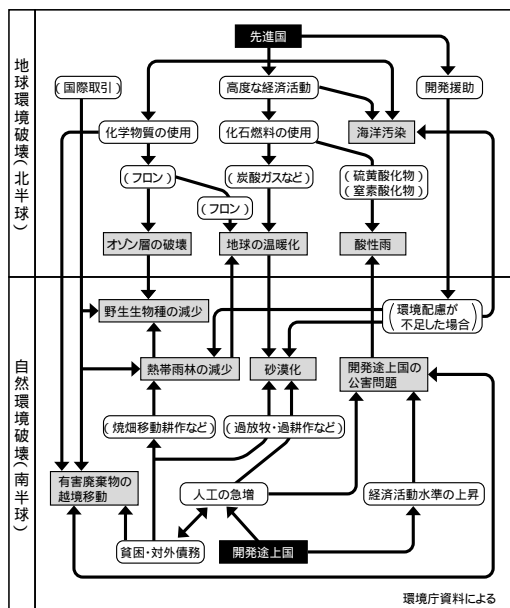 地球環境破壊(北半球)
先進国
(国際取引)
高度な経済活動
開発援助
化学物質の使用
化石燃料の使用
海洋汚染
(フロン)
(炭酸ガスなど)
(硫黄酸化物)
(窒素酸化物)
(フロン)
オゾン層の破壊
地球の温暖化
酸性雨
自然環境破壊(南半球)
野生生物種の減少
(環境配慮が
不足した場合)
熱帯雨林の減少
砂漠化
開発途上国の
公害問題
(焼畑移動耕作など)
(過放牧・過耕作など)
有害廃棄物の
越境移動
人工の急増
経済活動水準の上昇
貧困・対外債務
開発途上国
環境庁資料による